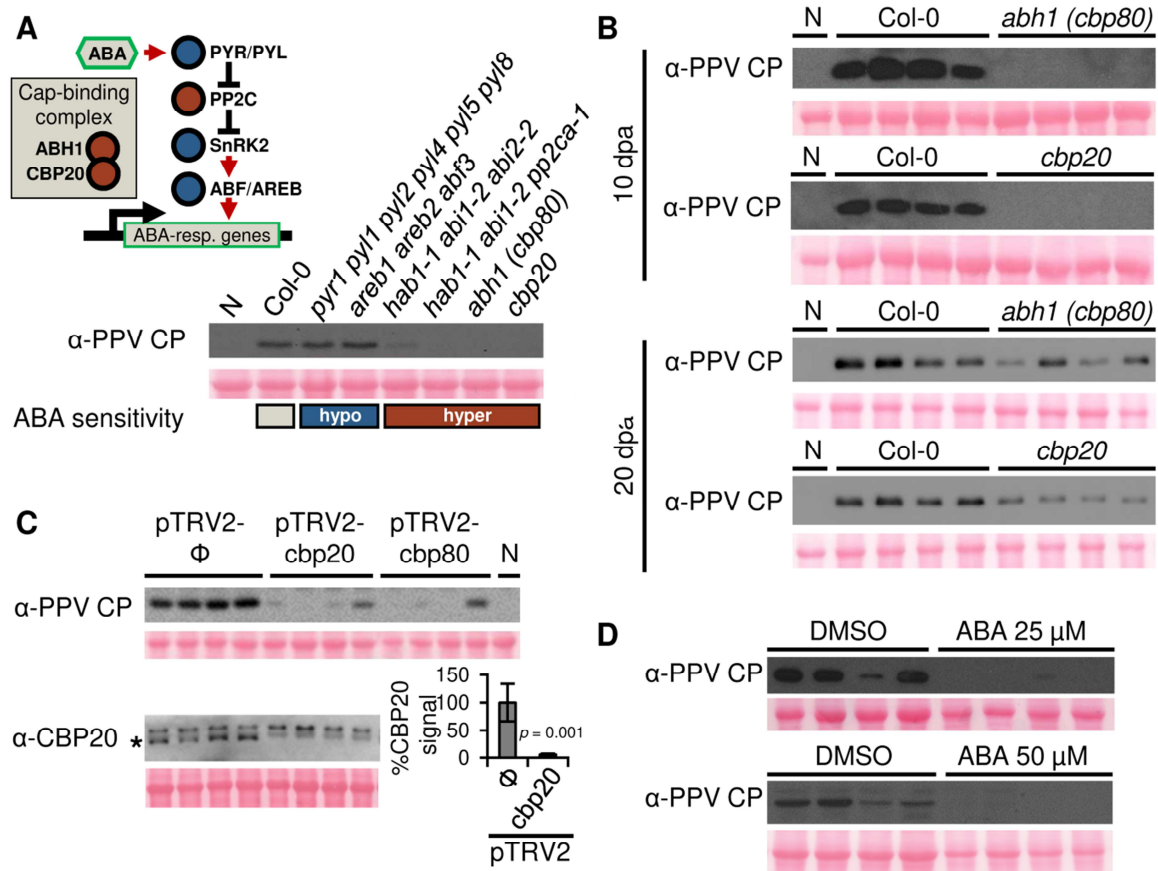 A
ABA
PYR/PYL
PP2C
SnRK2
ABF/AREB
ABA-resp. genes
Cap-binding
complex
ABH1
CBP20
N
Col-0
pyr1 pyl1 pyl2 pyl4 pyl5 pyl8
areb1 areb2 abf3
hab1-1 abi1-2 abi2-2
hab1-1 abi1-2 pp2ca-1
abh1 (cbp80)
cbp20
α-PPV CP
ABA sensitivity
hypo
hyper
B
10 dpa
N Col-0 abh1 (cbp80)
α-PPV CP
N Col-0 cbp20
α-PPV CP
20 dpa
N Col-0 abh1 (cbp80)
α-PPV CP
N Col-0 cbp20
α-PPV CP
C
pTRV2- pTRV2- pTRV2-
Φ cbp20 cbp80 N
α-PPV CP
α-CBP20 *
%CBP20
signal
150
100
50
0
p = 0.001
Φ
cbp20
pTRV2
D
DMSO ABA 25 µM
α-PPV CP
DMSO ABA 50 µM
α-PPV CP